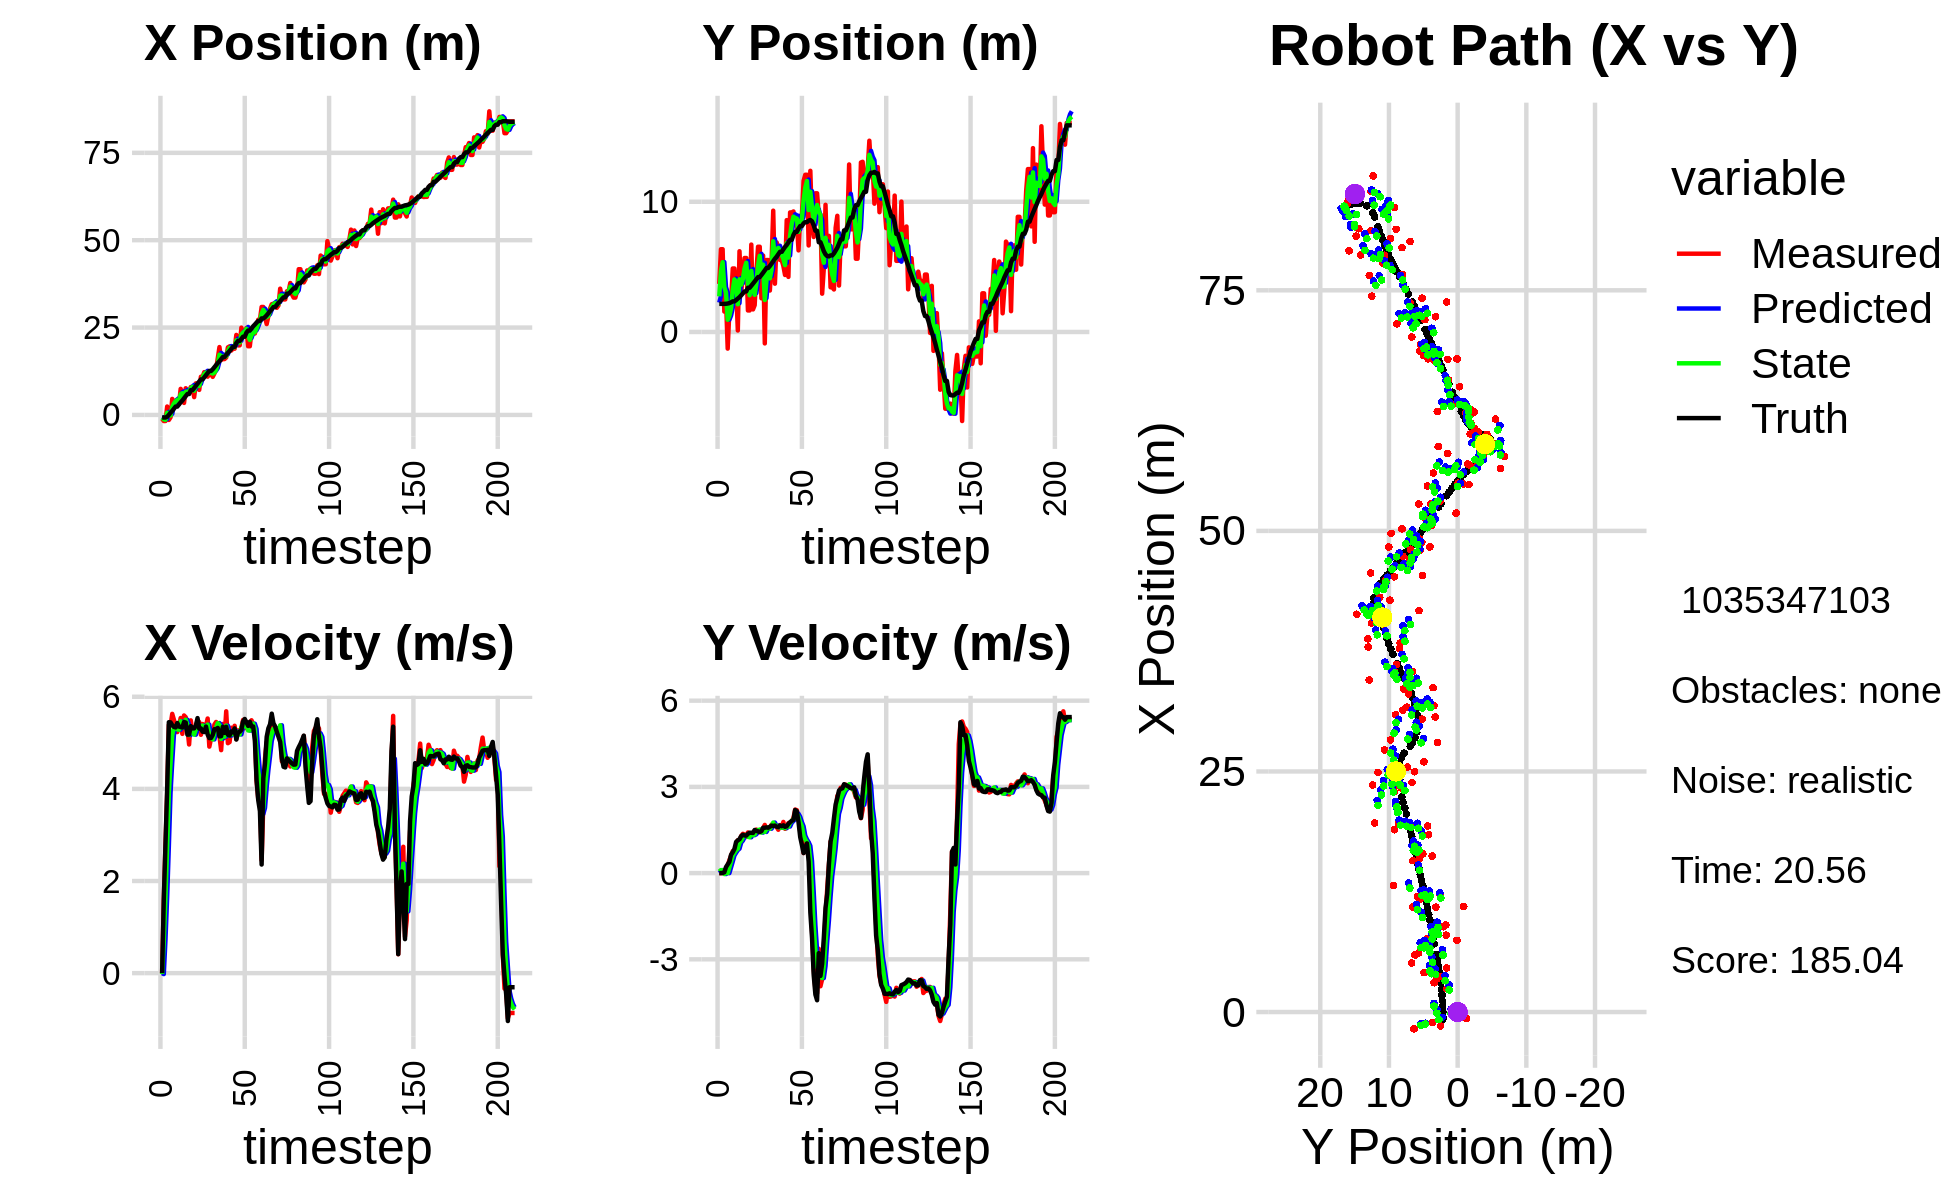 X Position (m)
75
50
25
0
0 50 100 150 200
timestep
Y Position (m)
10
0
0 50 100 150 200
timestep
X Velocity (m/s)
6
4
2
0
0 50 100 150 200
timestep
Y Velocity (m/s)
6
3
0
-3
0 50 100 150 200
timestep
Robot Path (X vs Y)
X Position (m)
75
50
25
0
20 10 0 -10 -20
Y Position (m)
variable
Measured
Predicted
State
Truth
1035347103
Obstacles: none
Noise: realistic
Time: 20.56
Score: 185.04